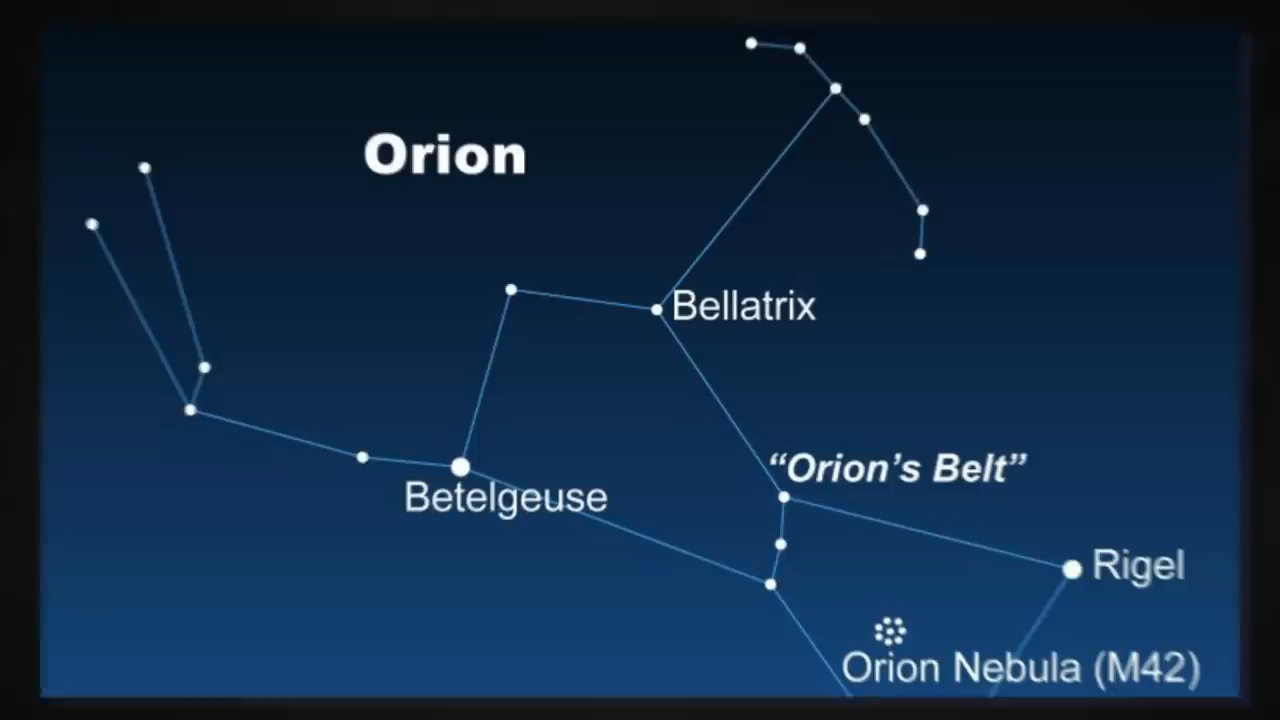 Orion
Bellatrix
“Orion’s Belt”
Betelgeuse
Rigel
Orion Nebula (M42)